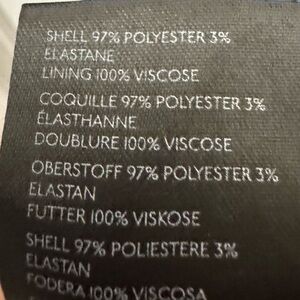 SHELL 97% POLYESTER 3%
ELASTANE
LINING 100% VISCOSE
COQUILLE 97% POLYESTER 3%
ÉLASTHANNE
DOUBLURE 100% VISCOSE
OBERSTOFF 97% POLYESTER 3%
ELASTAN
FUTTER 100% VISKOSE
SHELL 97% POLIESTERE 3%
ELASTAN
FODERA 100% VISCOSA